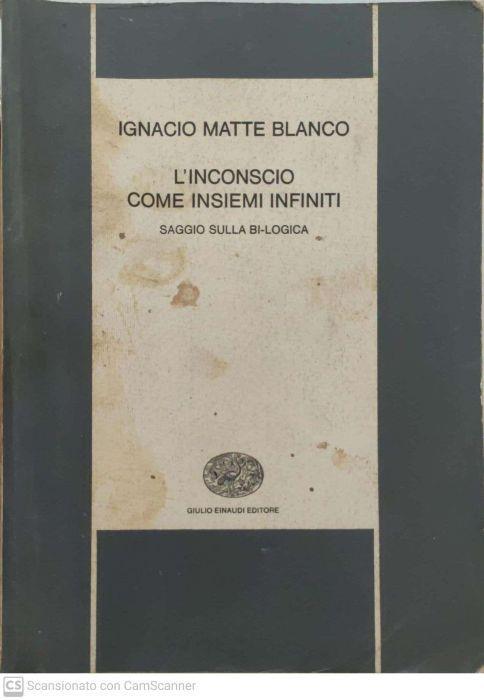 IGNACIO MATTE BLANCO
L'INCONSCIO
COME INSIEMI INFINITI
SAGGIO SULLA BI-LOGICA
GIULIO EINAUDI EDITORE
CS Scansionato con CamScanner